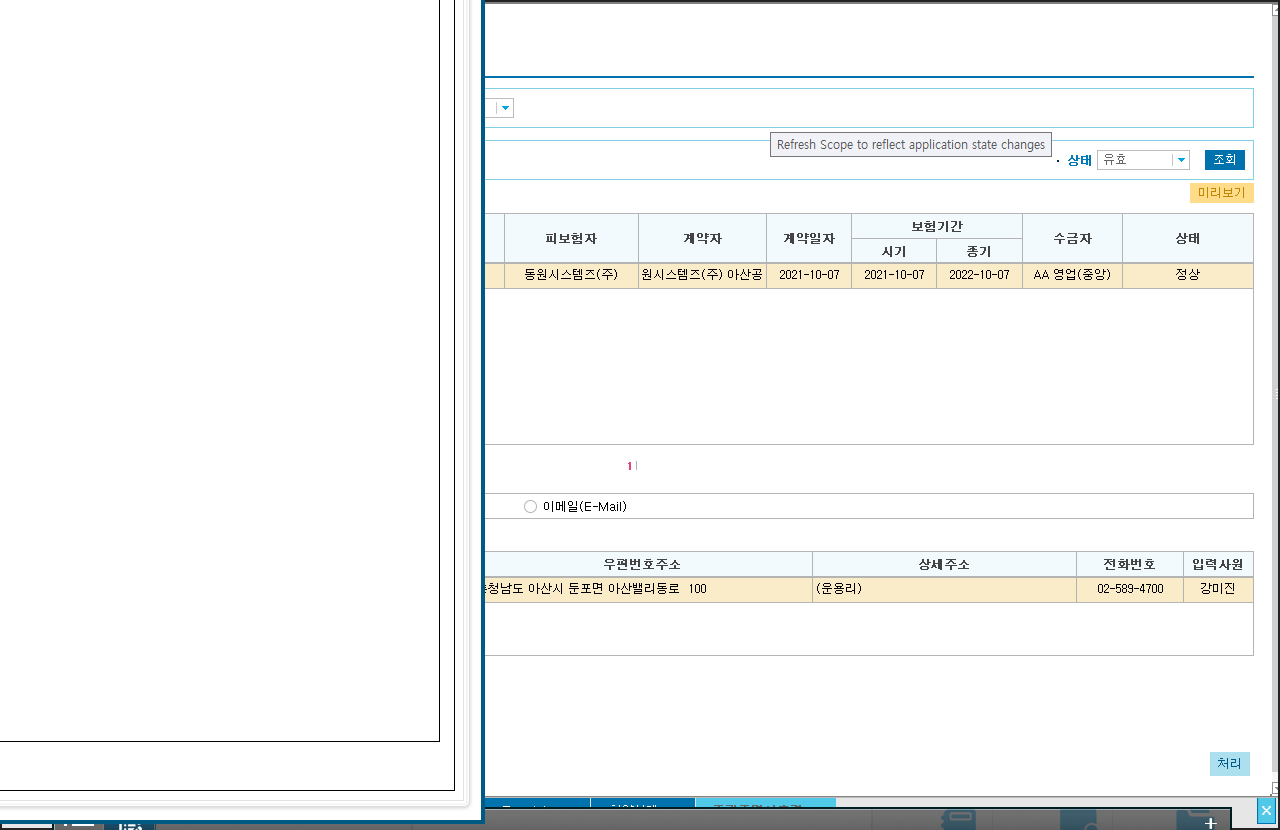 Refresh Scope to reflect application state changes
· 상태 유효 조회
미리보기
피보험자 계약자 계약일자 보험기간 수금자 상태
시기 종기
동원시스템즈(주) 원시스템즈(주) 아산공 2021-10-07 2021-10-07 2022-10-07 AA 영업(중앙) 정상
1
이메일(E-Mail)
우편번호주소 상세주소 전화번호 입력사원
청남도 아산시 둔포면 아산밸리동로 100 (운용리) 02-589-4700 강미진
처리